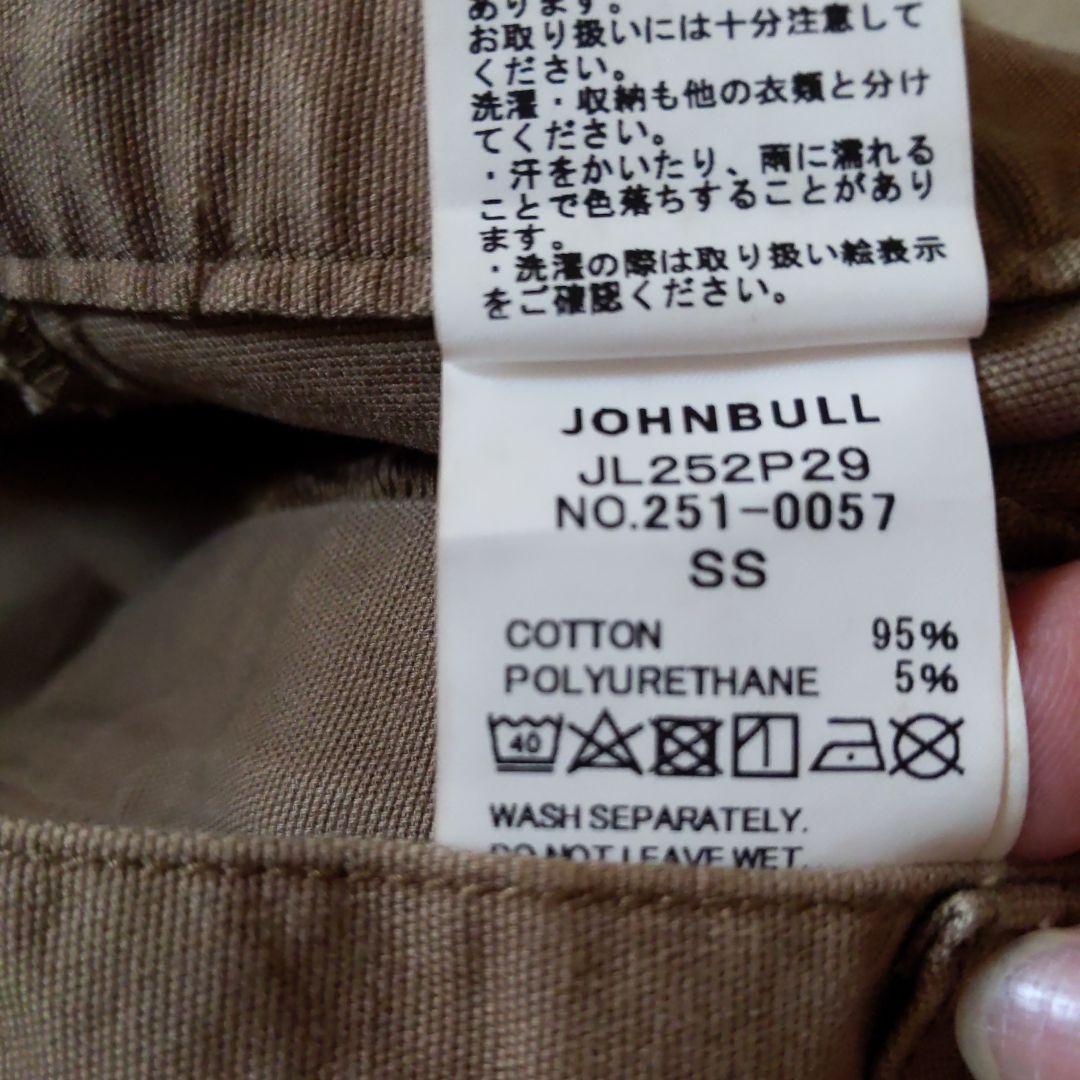 あります。
お取り扱いには十分注意して
ください。
洗濯・収納も他の衣類と分け
てください。
・汗をかいたり、雨に濡れる
ことで色落ちすることがあり
ます。
・洗濯の際は取り扱い絵表示
をご確認ください。
JOHNBULL
JL252P29
NO.251-0057
SS
COTTON 95%
POLYURETHANE 5%
40
WASH SEPARATELY.
DO NOT LEAVE WET.